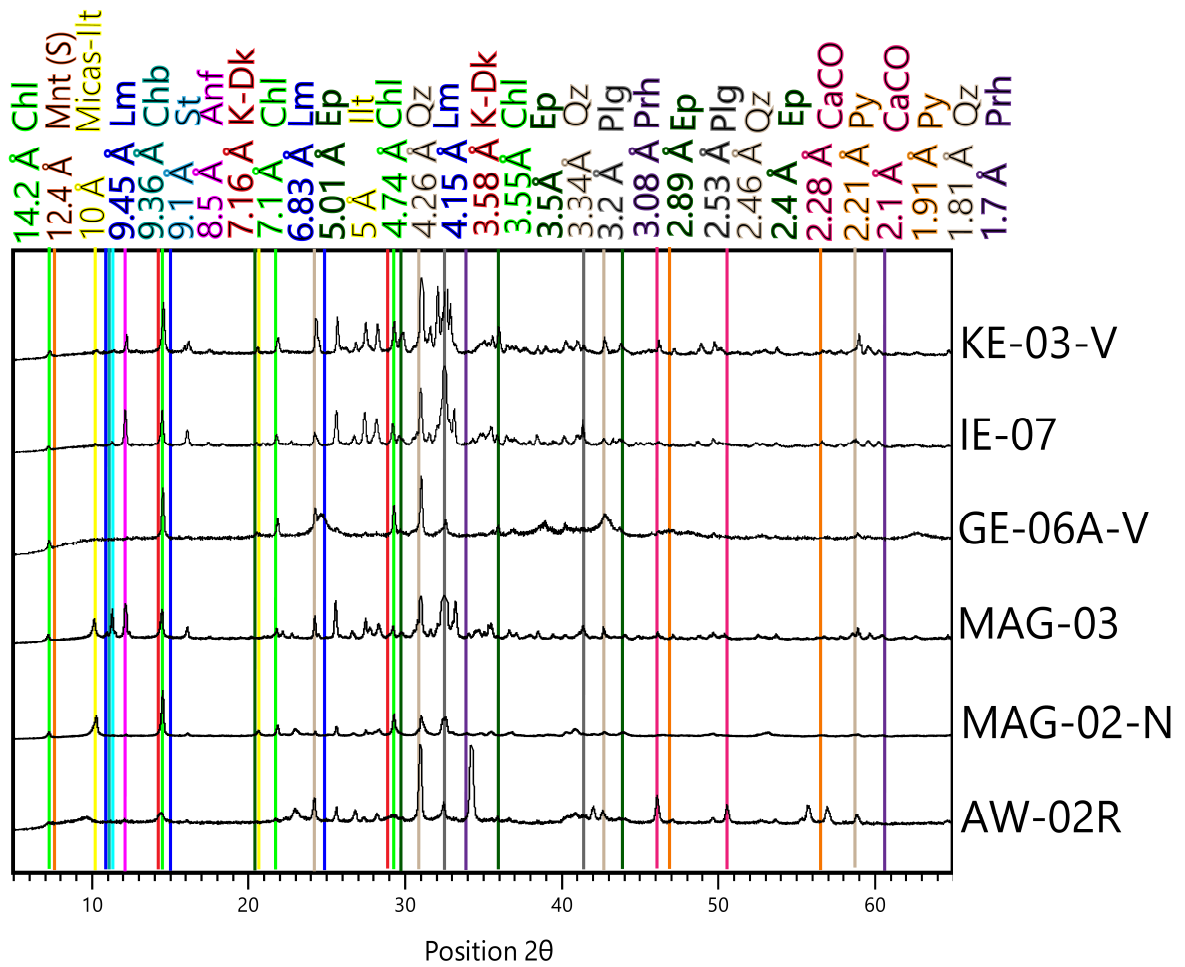 14.2 Å Chl
12.4 Å Mnt (S)
10 Å Micas-Ilt
9.45 Å Lm
9.36 Å Chb
9.1 Å St
8.5 Å Anf
7.16 Å K-Dk
7.1 Å Chl
6.83 Å Lm
5.01 Å Ep
5 Å Ilt
4.74 Å Chl
4.26 Å Qz
4.15 Å Lm
3.58 Å K-Dk
3.55Å Chl
3.5Å Ep
3.34Å Qz
3.2 Å Plg
3.08 Å Prh
2.89 Å Ep
2.53 Å Plg
2.46 Å Qz
2.4 Å Ep
2.28 Å CaCO
2.21 Å Py
2.1 Å CaCO
1.91 Å Py
1.81 Å Qz
1.7 Å Prh
KE-03-V
IE-07
GE-06A-V
MAG-03
MAG-02-N
AW-02R
10 20 30 40 50 60
Position 2θ